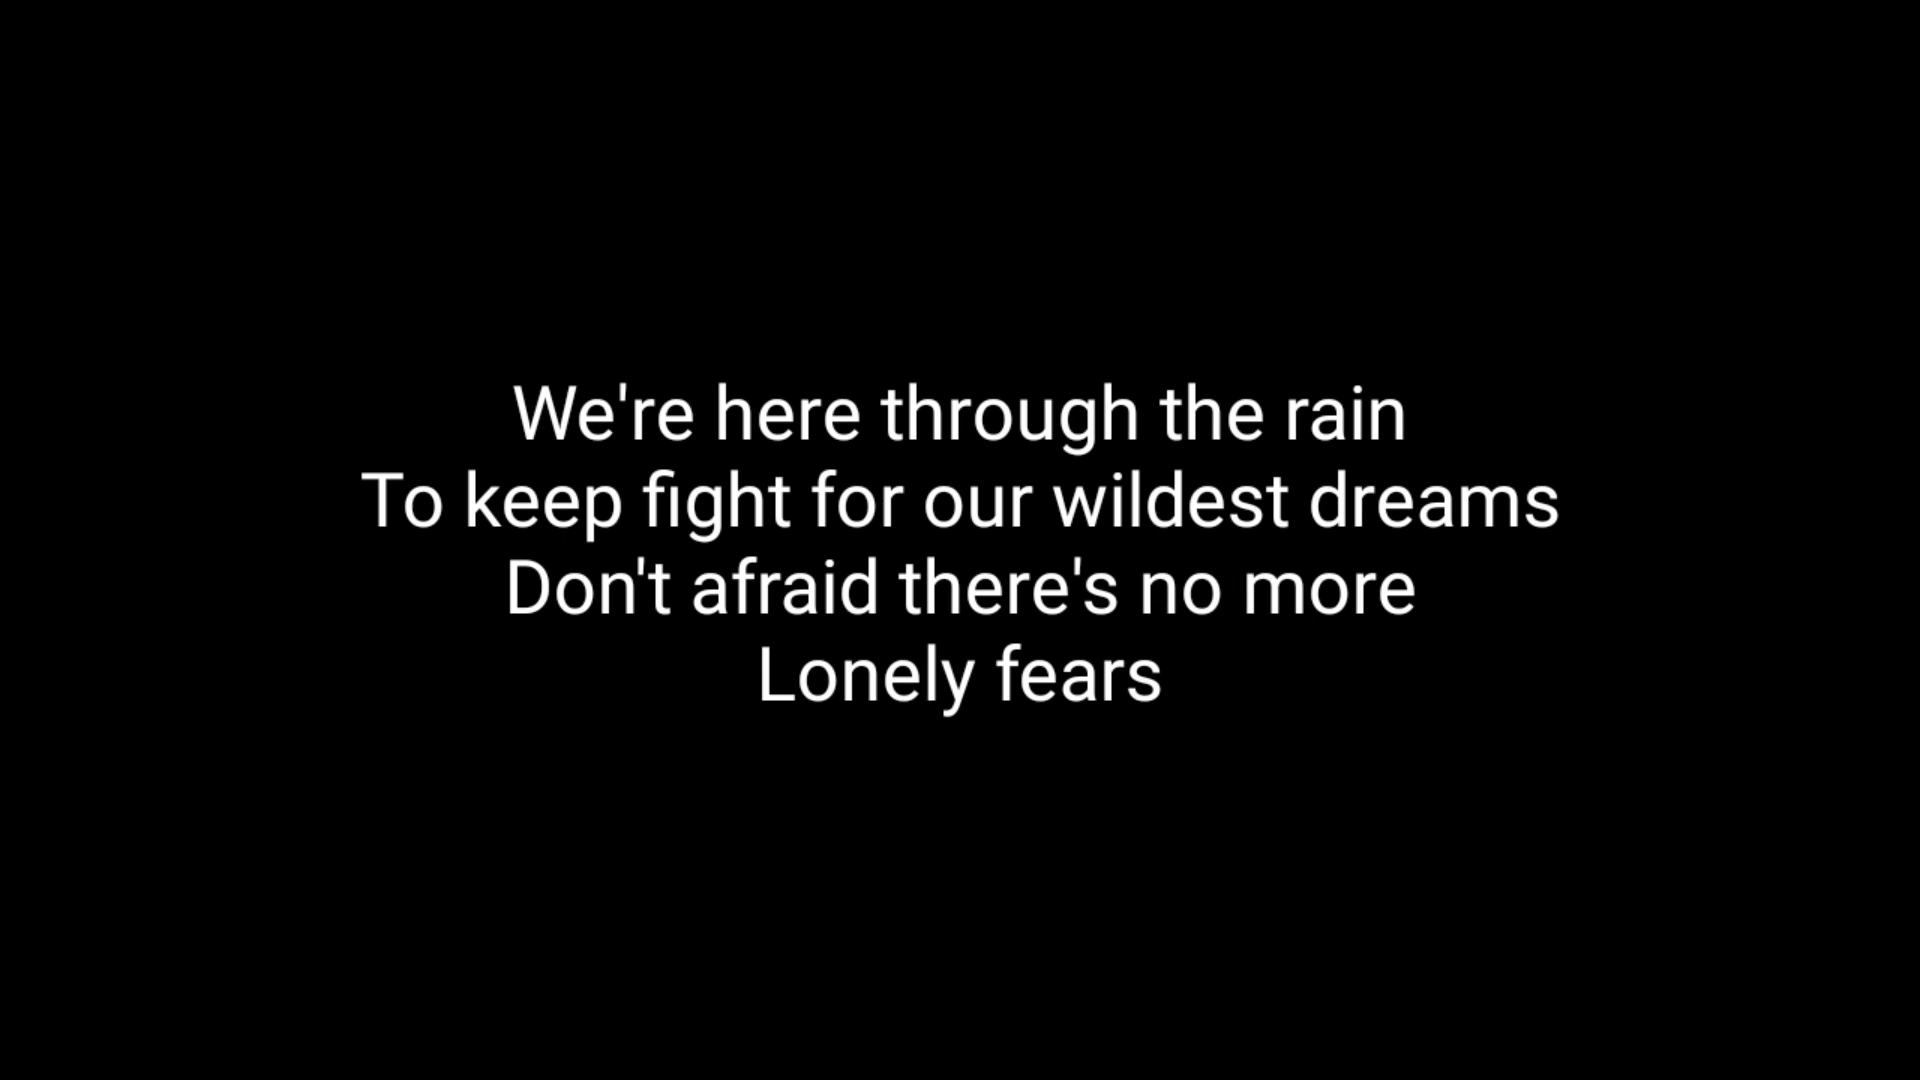 We're here through the rain
To keep fight for our wildest dreams
Don't afraid there's no more
Lonely fears